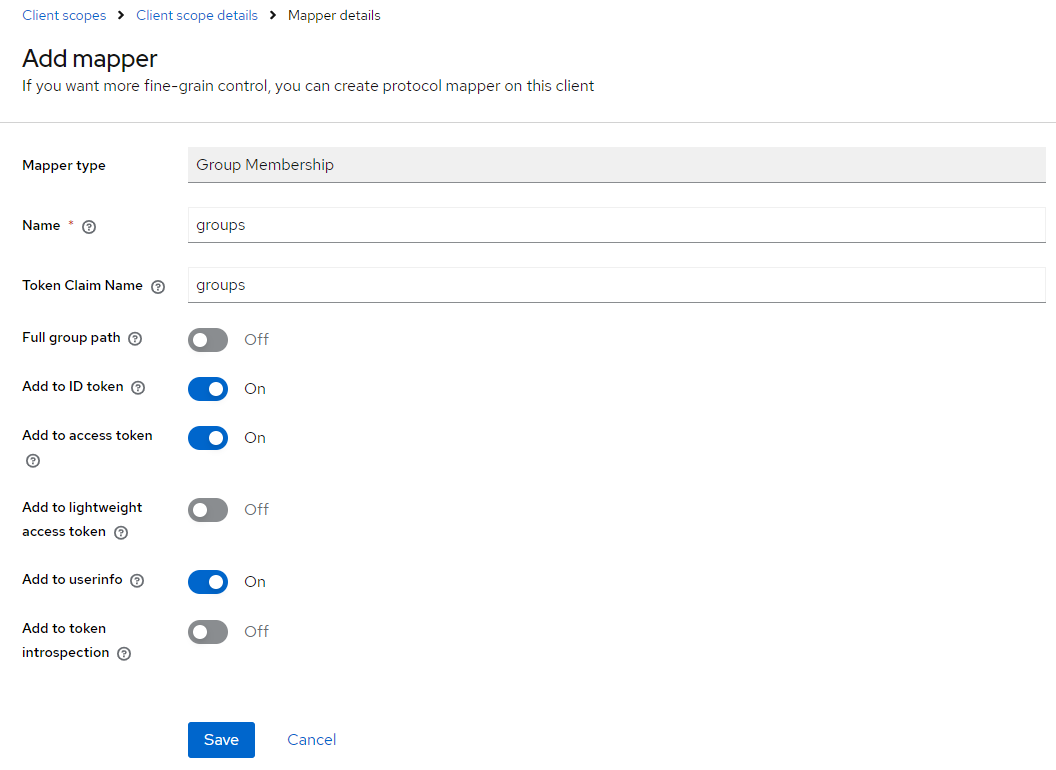 Client scopes > Client scope details > Mapper details
Add mapper
If you want more fine-grain control, you can create protocol mapper on this client
Mapper type Group Membership
Name * groups
Token Claim Name groups
Full group path Off
Add to ID token On
Add to access token On
Add to lightweight
access token Off
Add to userinfo On
Add to token
introspection Off
Save Cancel